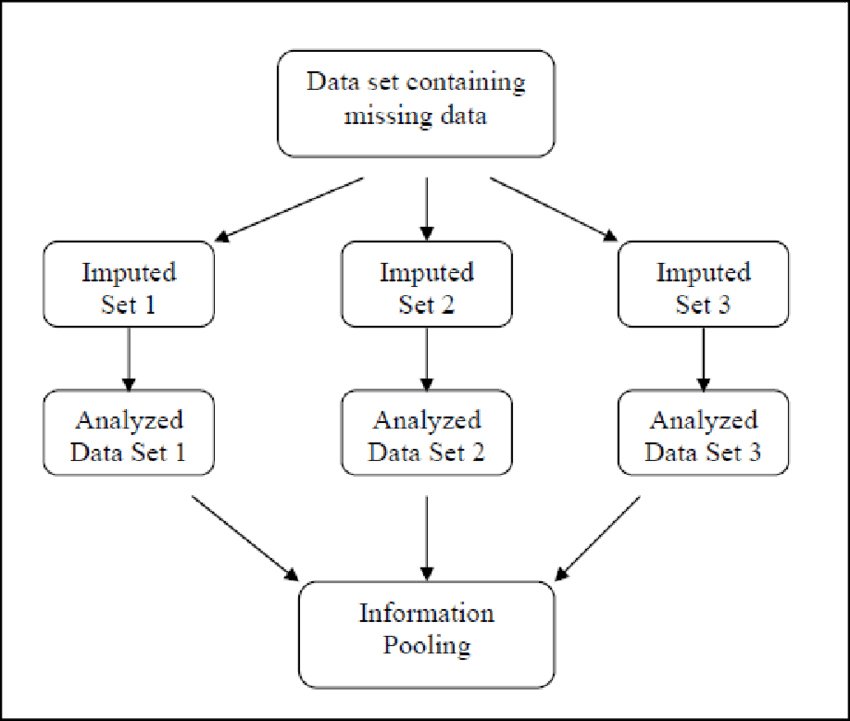 Data set containing
missing data
Imputed
Set 1
Imputed
Set 2
Imputed
Set 3
Analyzed
Data Set 1
Analyzed
Data Set 2
Analyzed
Data Set 3
Information
Pooling